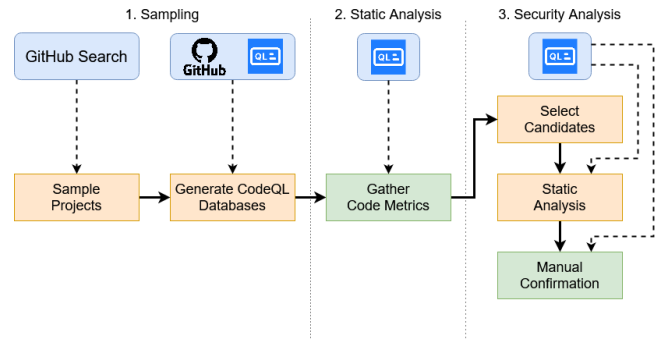 1. Sampling
2. Static Analysis
3. Security Analysis
GitHub Search
GitHub
QL
QL
QL
Select
Candidates
Sample
Projects
Generate CodeQL
Databases
Gather
Code Metrics
Static
Analysis
Manual
Confirmation